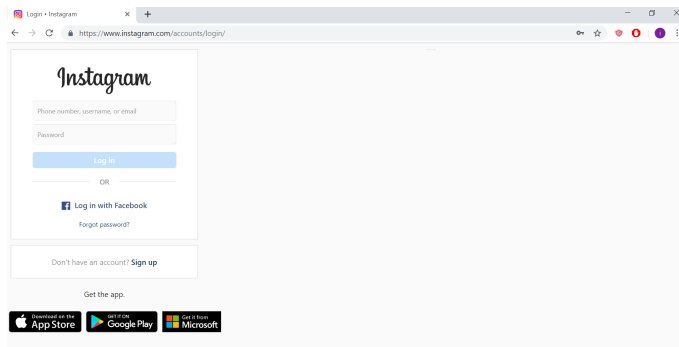 Login • Instagram
https://www.instagram.com/accounts/login/
Instagram
Phone number, username, or email
Password
Log in
OR
Log in with Facebook
Forgot password?
Don't have an account? Sign up
Get the app.
Download on the
App Store
GET IT ON
Google Play
Get it from
Microsoft